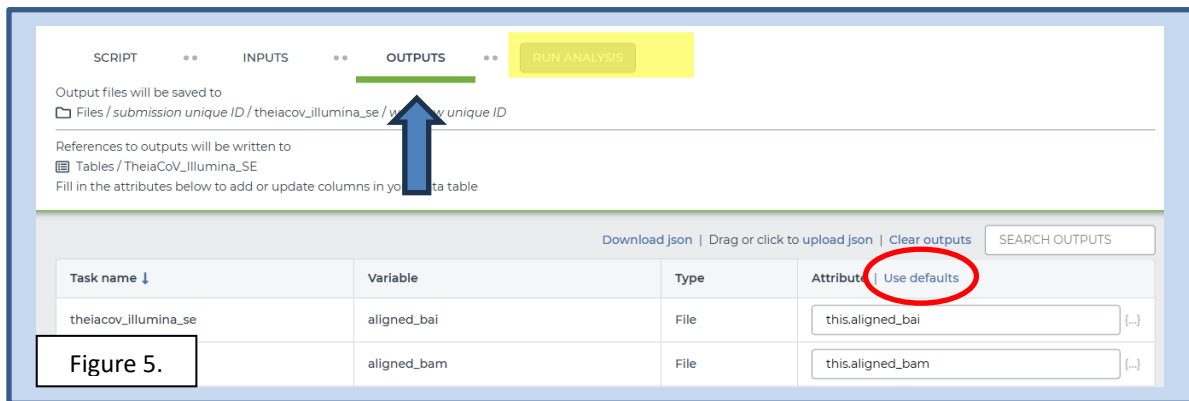 SCRIPT INPUTS OUTPUTS RUN ANALYSIS
Output files will be saved to
Files / submission unique ID / theiacov_illumina_se / unique ID
References to outputs will be written to
Tables / TheiaCoV_Illumina_SE
Fill in the attributes below to add or update columns in table
Download json | Drag or click to upload json | Clear outputs SEARCH OUTPUTS
Task name ↓ Variable Type Attribute | Use defaults
theiacov_illumina_se aligned_bai File this.aligned_bai {...}
Figure 5. aligned_bam File this.aligned_bam {...}